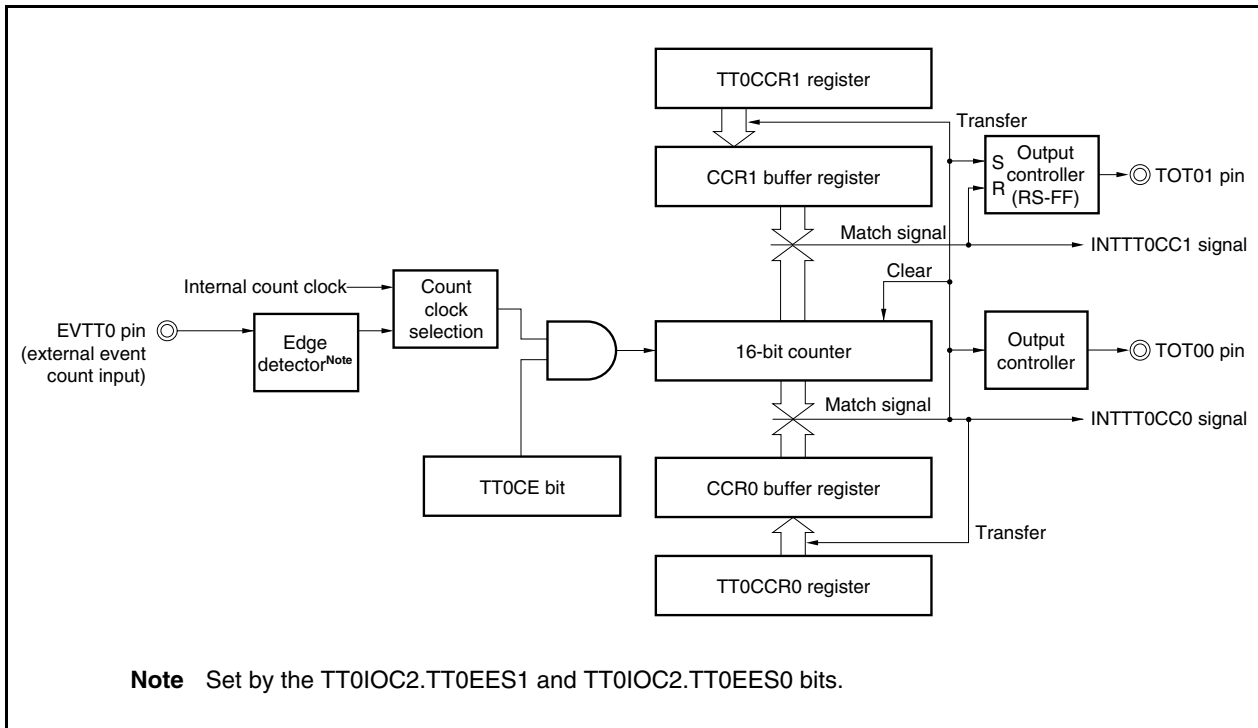 TT0CCR1 register
Transfer
CCR1 buffer register
S
R
Output
controller
(RS-FF)
TOT01 pin
Match signal
INTTT0CC1 signal
Clear
Internal count clock
Count
clock
selection
EVTT0 pin
(external event
count input)
Edge
detectorNote
16-bit counter
Output
controller
TOT00 pin
Match signal
INTTT0CC0 signal
TT0CE bit
CCR0 buffer register
Transfer
TT0CCR0 register
Note Set by the TT0IOC2.TT0EES1 and TT0IOC2.TT0EES0 bits.